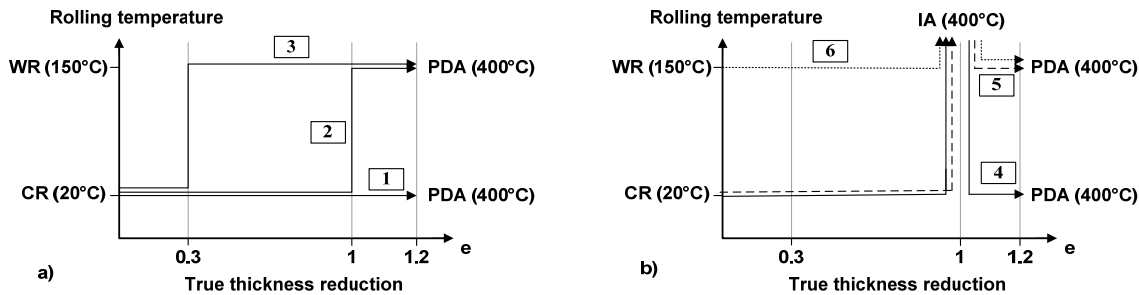 Rolling temperature
3
WR (150°C)
PDA (400°C)
2
1
CR (20°C)
PDA (400°C)
0.3
1
1.2
e
a)
True thickness reduction
Rolling temperature
IA (400°C)
6
WR (150°C)
PDA (400°C)
5
4
CR (20°C)
PDA (400°C)
0.3
1
1.2
e
b)
True thickness reduction